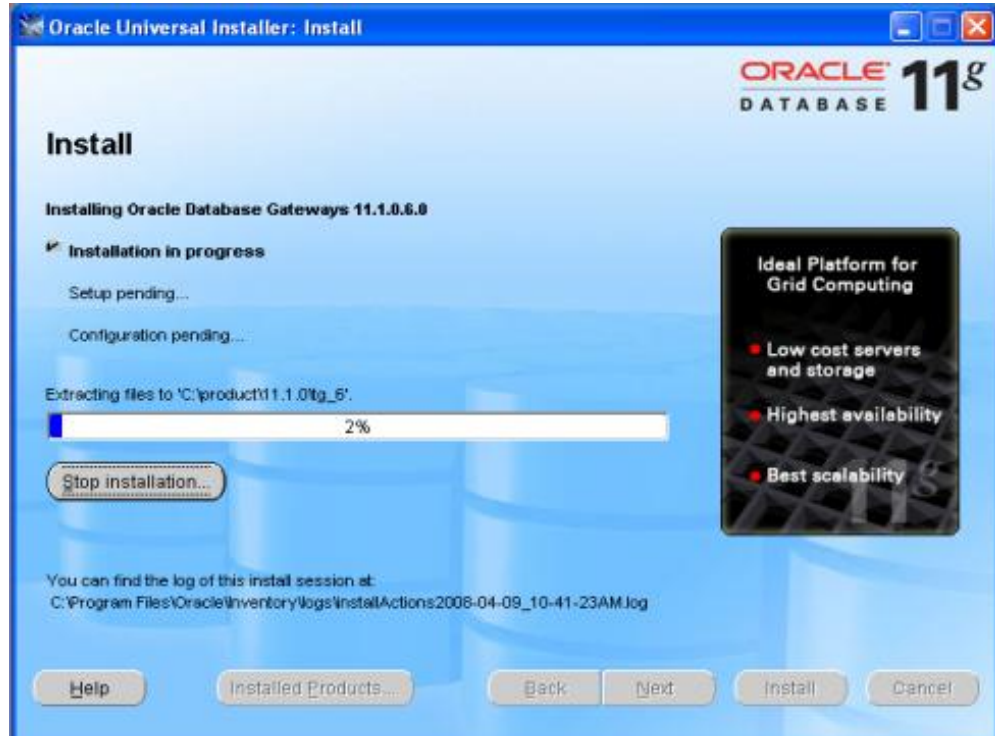 Oracle Universal Installer: Install
ORACLE
DATABASE 11g
Install
Installing Oracle Database Gateways 11.1.0.6.0
Installation in progress
Setup pending...
Configuration pending...
Extracting files to 'C:\product\11.1.0\tg_6'.
2%
Stop installation...
Ideal Platform for
Grid Computing
Low cost servers
and storage
Highest availability
Best scalability
11g
You can find the log of this install session at:
C:\Program Files\Oracle\Inventory\logs\installActions2008-04-09_10-41-23AM.log
Help
Installed Products...
Back
Next
Install
Cancel